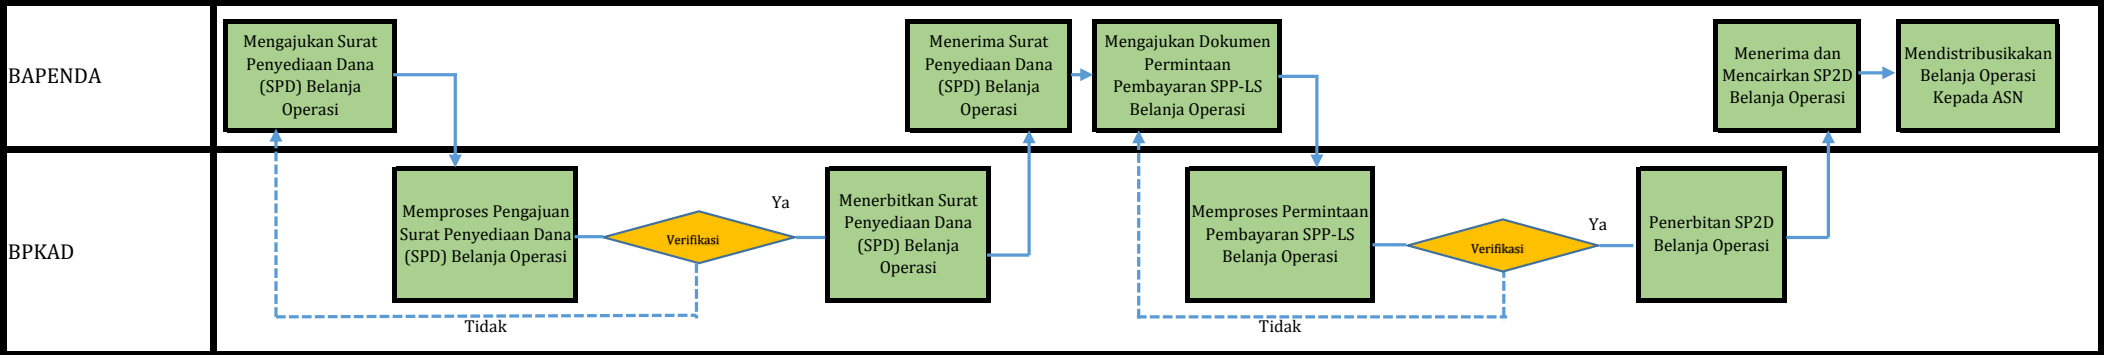 BAPENDA
Mengajukan Surat
Penyediaan Dana
(SPD) Belanja
Operasi
Menerima Surat
Penyediaan Dana
(SPD) Belanja
Operasi
Mengajukan Dokumen
Permintaan
Pembayaran SPP-LS
Belanja Operasi
Menerima dan
Mencairkan SP2D
Belanja Operasi
Mendistribusikakan
Belanja Operasi
Kepada ASN
BPKAD
Memproses Pengajuan
Surat Penyediaan Dana
(SPD) Belanja Operasi
Verifikasi
Ya
Tidak
Menerbitkan Surat
Penyediaan Dana
(SPD) Belanja
Operasi
Memproses Permintaan
Pembayaran SPP-LS
Belanja Operasi
Verifikasi
Ya
Tidak
Penerbitan SP2D
Belanja Operasi